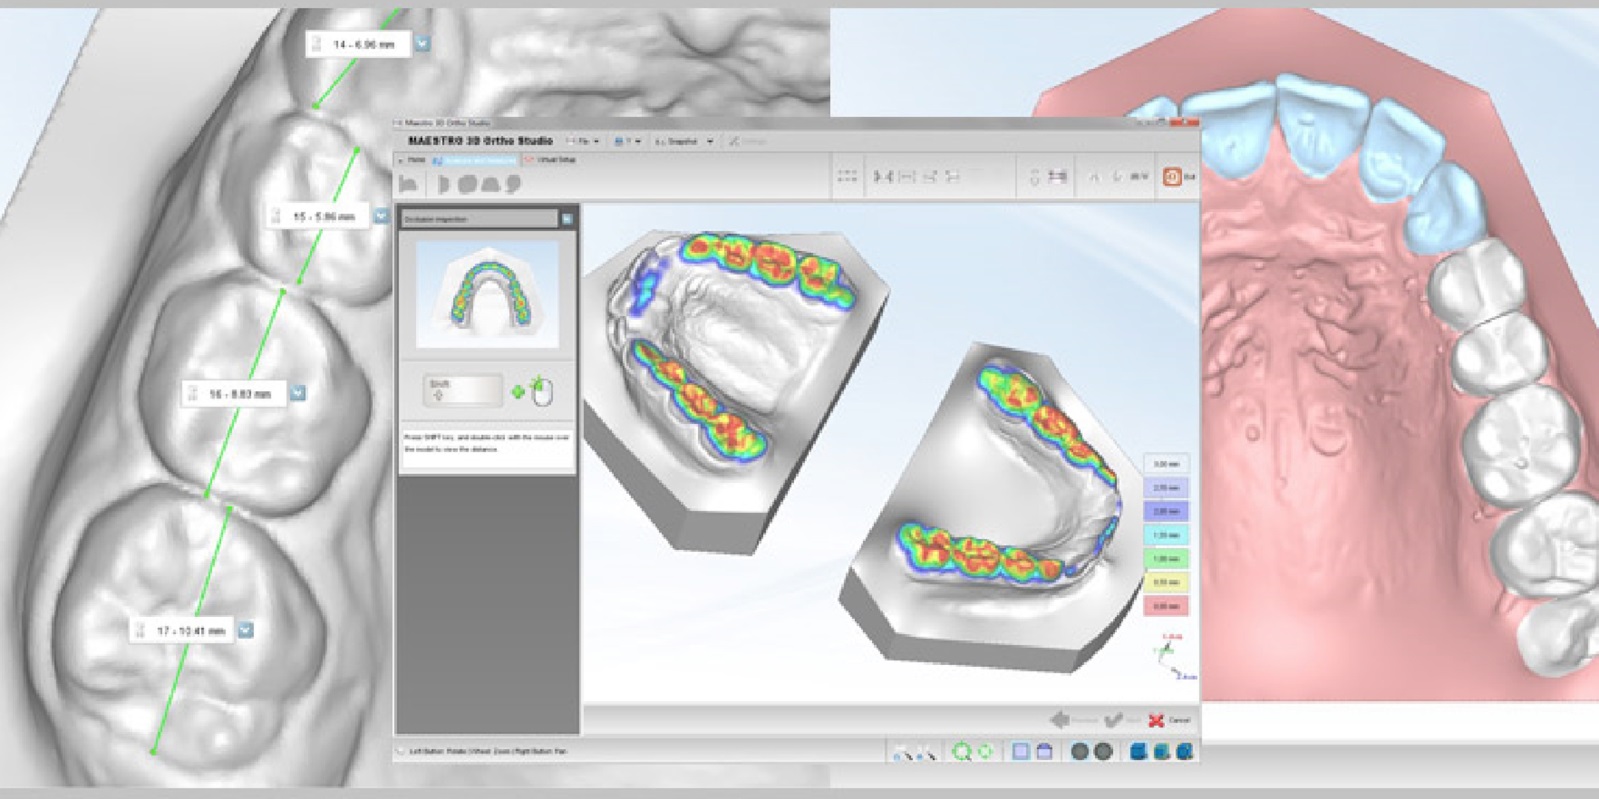 14 - 6.96 mm
15 - 5.86 mm
16 - 8.83 mm
17 - 10.41 mm
Maestro 3D Ortho Studio
MAESTRO 3D Ortho Studio
File
Snapshot
Home
Virtual Setup
Occlusion Inspection
Shift
Press SHIFT key, and double-click with the mouse over
the model to view the distance.
3,00 mm
2,50 mm
2,00 mm
1,50 mm
1,00 mm
0,50 mm
0,00 mm
Cancel
Left Button: Rotate | Wheel: Zoom | Right Button: Pan